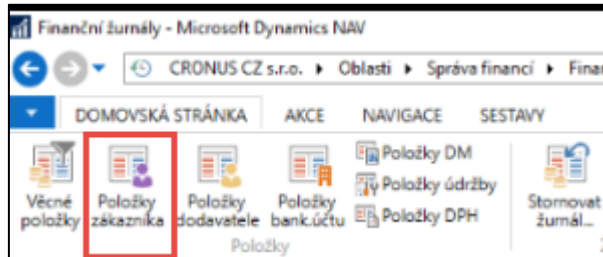 Finanční žurnály - Microsoft Dynamics NAV
CRONUS CZ s.r.o. ▸ Oblasti ▸ Správa financí ▸ Finan
DOMOVSKÁ STRÁNKA AKCE NAVIGACE SESTAVY
Věcné položky
Položky zákazníka
Položky dodavatele
Položky bank.účtu
Položky DM
Položky údržby
Položky DPH
Stornovat žurnál...
Položky